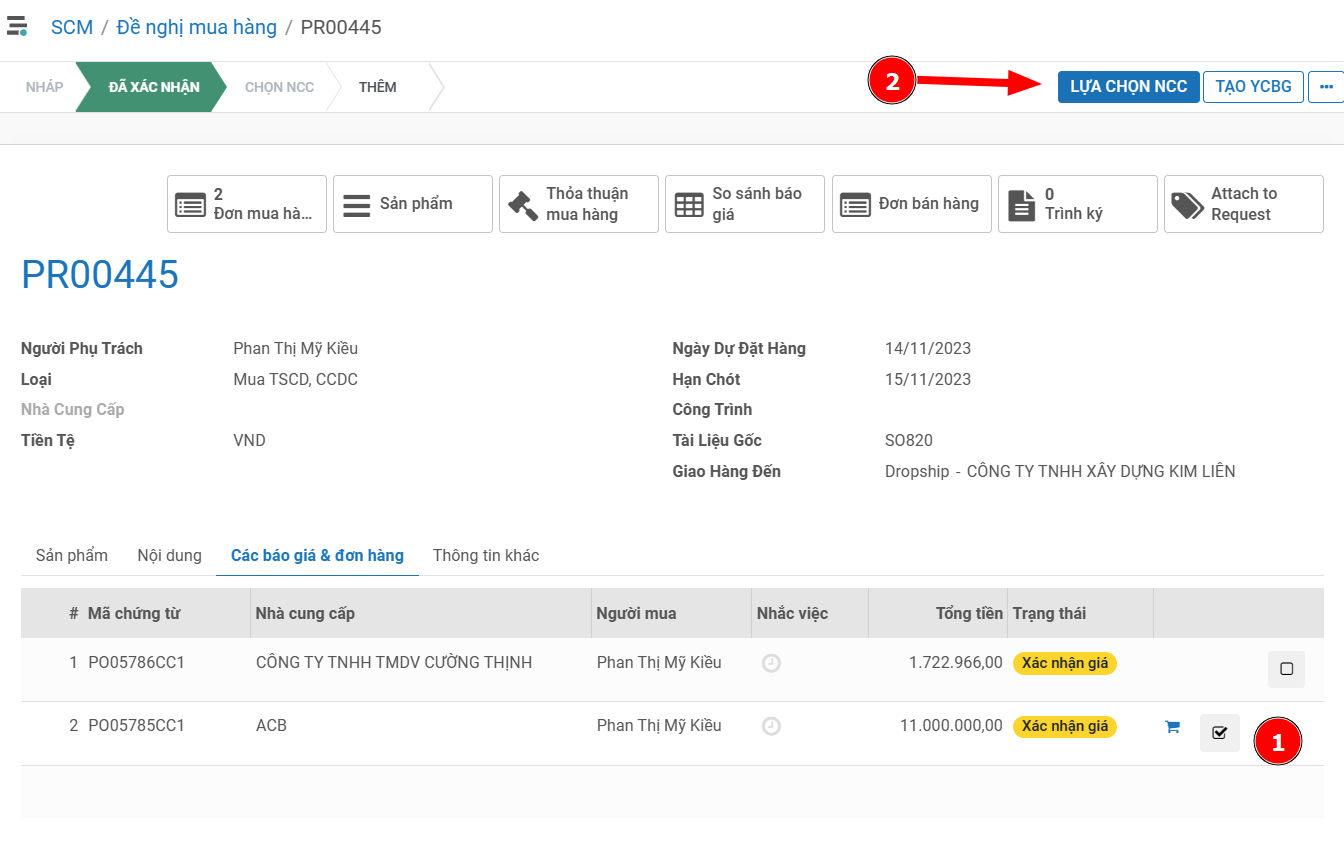 SCM / Đề nghị mua hàng / PR00445
NHÁP ĐÃ XÁC NHẬN CHỌN NCC THÊM 2 LỰA CHỌN NCC TẠO YCBG ...
2
Đơn mua hà...
Sản phẩm
Thỏa thuận
mua hàng
So sánh báo
giá
Đơn bán hàng
0
Trình ký
Attach to
Request
PR00445
Người Phụ Trách Phan Thị Mỹ Kiều Ngày Dự Đặt Hàng 14/11/2023
Loại Mua TSCD, CCDC Hạn Chót 15/11/2023
Nhà Cung Cấp Công Trình
Tiền Tệ VND Tài Liệu Gốc SO820
Giao Hàng Đến Dropship - CÔNG TY TNHH XÂY DỰNG KIM LIÊN
Sản phẩm Nội dung Các báo giá & đơn hàng Thông tin khác
# Mã chứng từ Nhà cung cấp Người mua Nhắc việc Tổng tiền Trạng thái
1 PO05786CC1 CÔNG TY TNHH TMDV CƯỜNG THỊNH Phan Thị Mỹ Kiều 1.722.966,00 Xác nhận giá
2 PO05785CC1 ACB Phan Thị Mỹ Kiều 11.000.000,00 Xác nhận giá 1